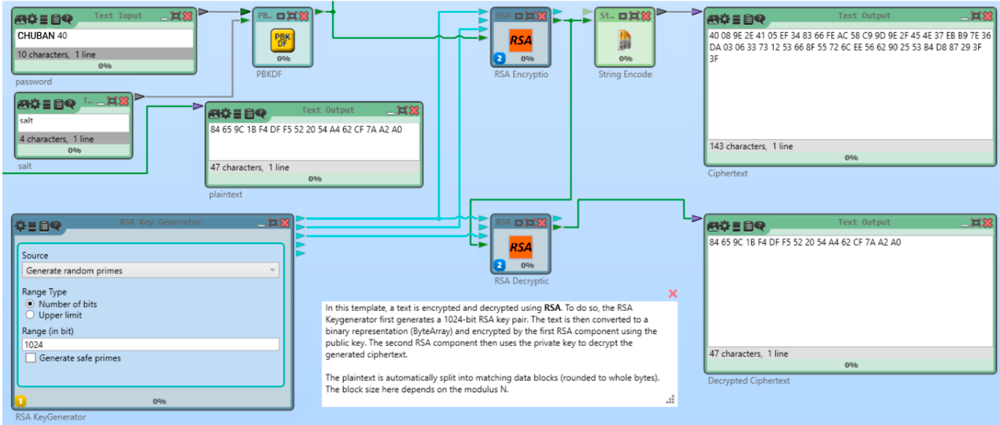 Text Input
CHUBAN 40
10 characters, 1 line
0%
password
PB...
PBK
DF
0%
PBKDF
T...
salt
4 characters, 1 line
0%
salt
Text Output
84 65 9C 1B F4 DF F5 52 20 54 A4 62 CF 7A A2 A0
47 characters, 1 line
0%
plaintext
RSA
RSA
2 0%
RSA Encryptio
St...
0%
String Encode
Text Output
40 08 9E 2E 41 05 EF 34 83 66 FE AC 58 C9 9D 9E 2F 45 4E 37 EB B9 7E 36
DA 03 06 33 73 12 53 66 8F 55 72 6C EE 56 62 90 25 53 B4 D8 87 29 3F
3F
143 characters, 1 line
0%
Ciphertext
RSA Key Generator
Source
Generate random primes
Range Type
Number of bits
Upper limit
Range (in bit)
1024
Generate safe primes
1 0%
RSA KeyGenerator
RSA
RSA
2 0%
RSA Decryptic
In this template, a text is encrypted and decrypted using RSA. To do so, the RSA
Keygenerator first generates a 1024-bit RSA key pair. The text is then converted to a
binary representation (ByteArray) and encrypted by the first RSA component using the
public key. The second RSA component then uses the private key to decrypt the
generated ciphertext.
The plaintext is automatically split into matching data blocks (rounded to whole bytes).
The block size here depends on the modulus N.
Text Output
84 65 9C 1B F4 DF F5 52 20 54 A4 62 CF 7A A2 A0
47 characters, 1 line
0%
Decrypted Ciphertext